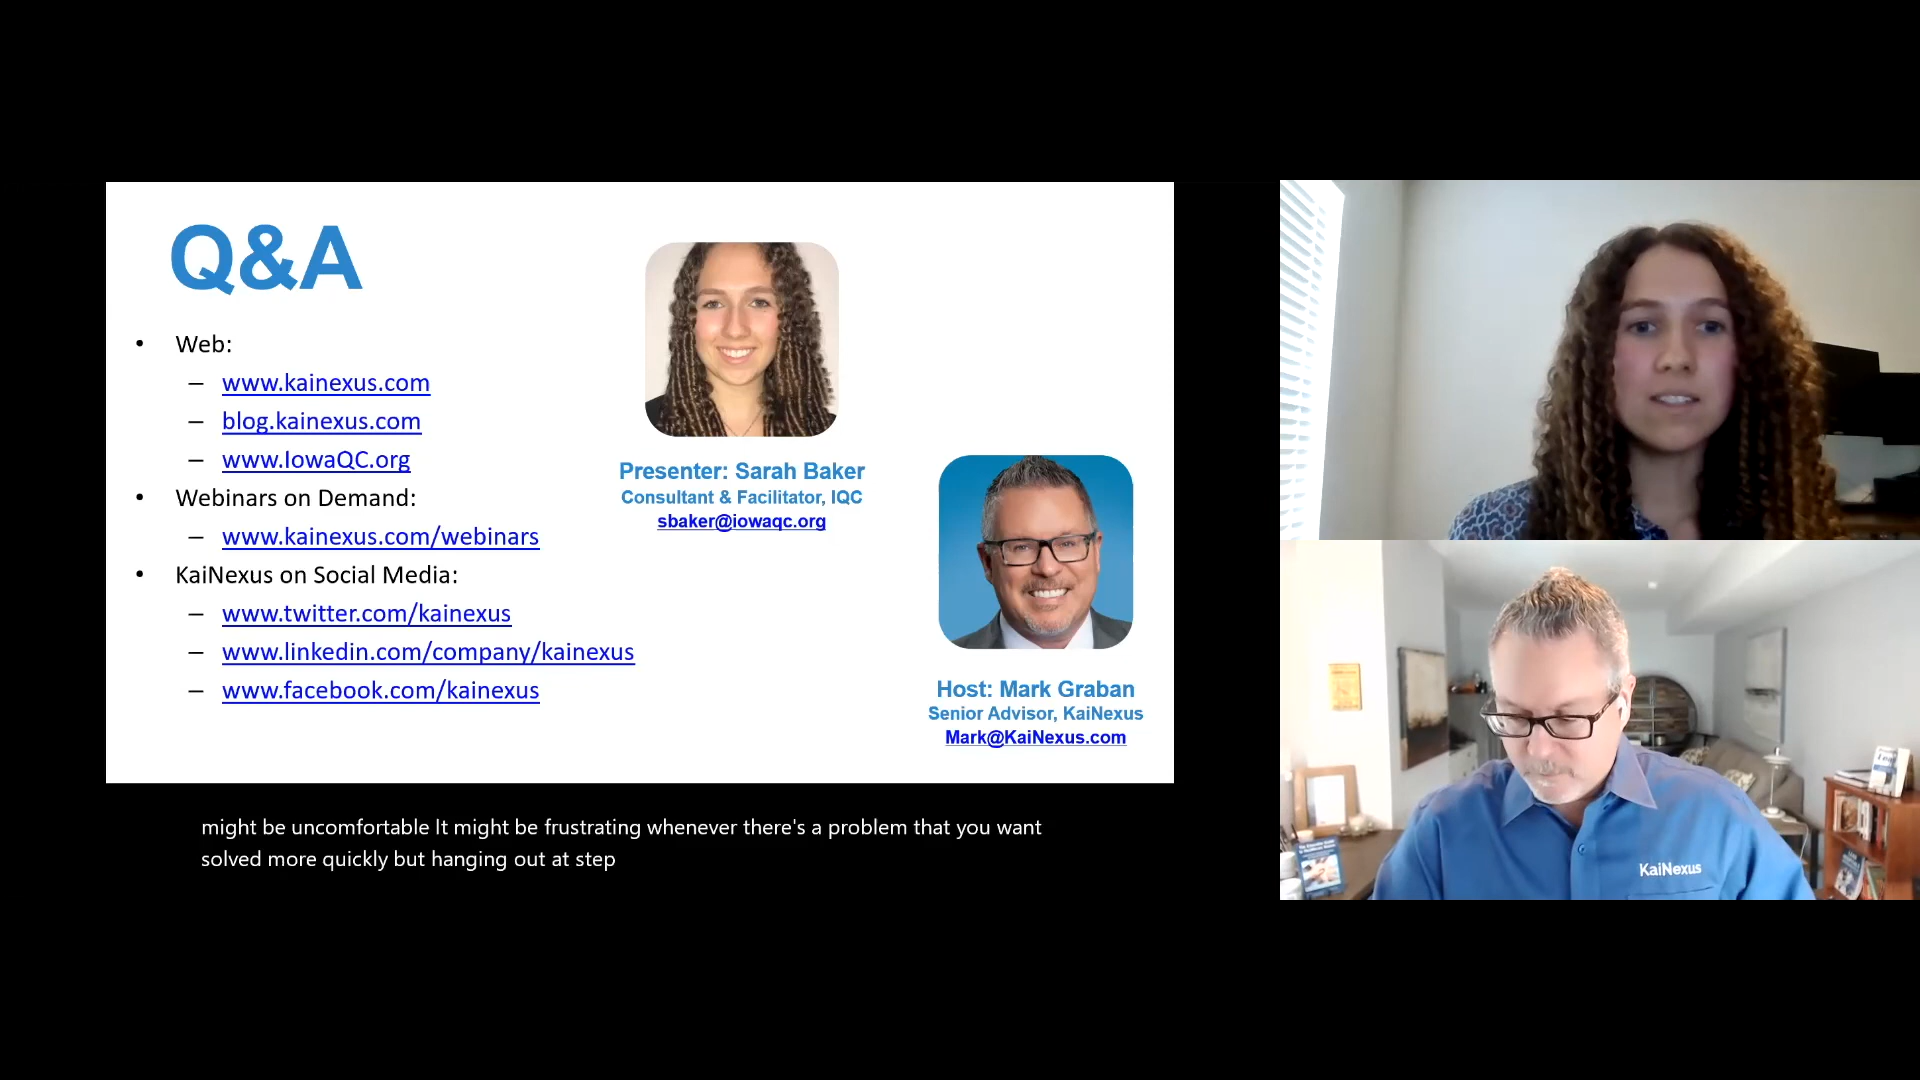 Q&A
• Web:
– www.kainexus.com
– blog.kainexus.com
– www.IowaQC.org
• Webinars on Demand:
– www.kainexus.com/webinars
• KaiNexus on Social Media:
– www.twitter.com/kainexus
– www.linkedin.com/company/kainexus
– www.facebook.com/kainexus
Presenter: Sarah Baker
Consultant & Facilitator, IQC
sbaker@iowaqc.org
Host: Mark Graban
Senior Advisor, KaiNexus
Mark@KaiNexus.com
might be uncomfortable It might be frustrating whenever there's a problem that you want
solved more quickly but hanging out at step
KaiNexus